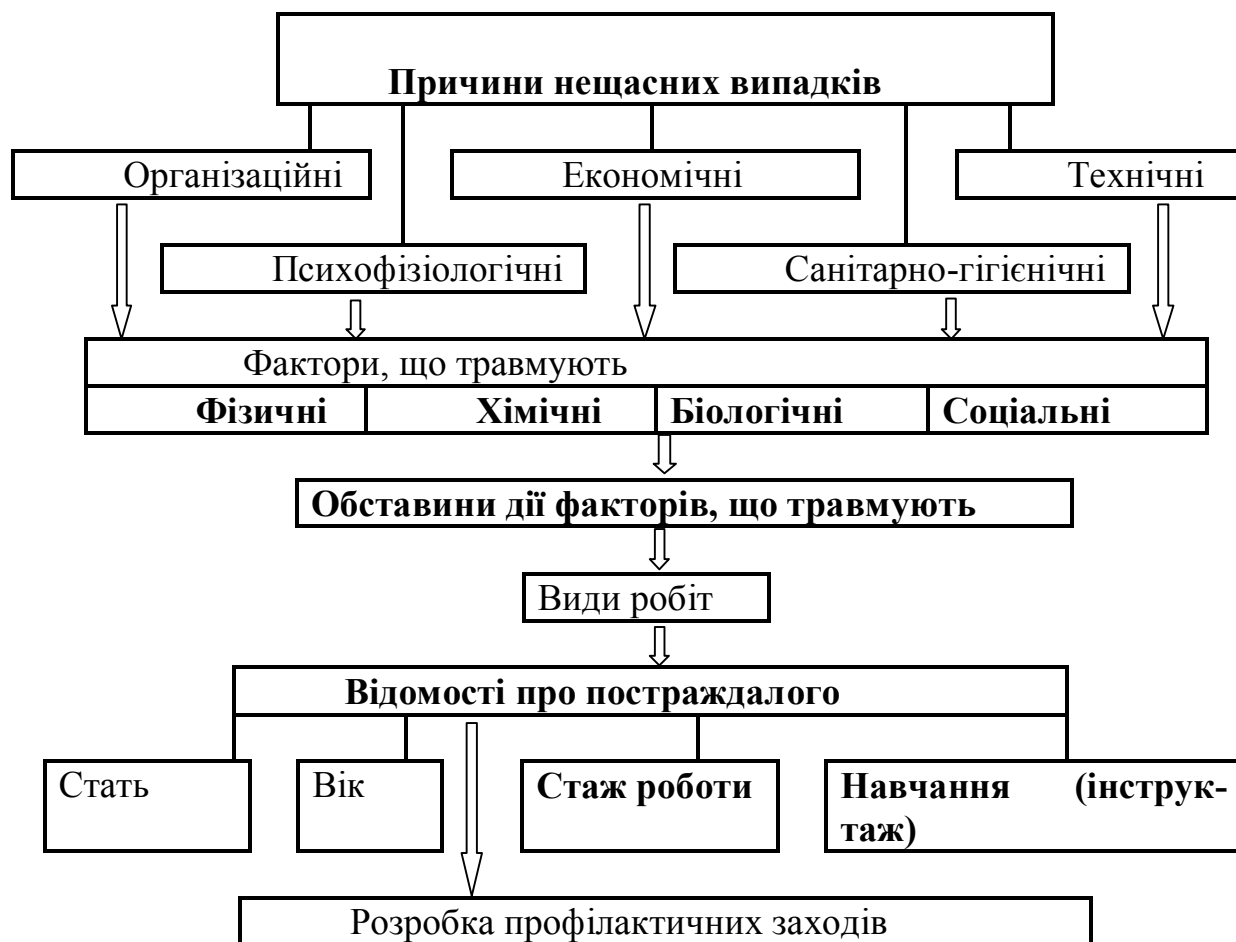 Причини нещасних випадків
Організаційні
Економічні
Технічні
Психофізіологічні
Санітарно-гігієнічні
Фактори, що травмують
Фізичні
Хімічні
Біологічні
Соціальні
Обставини дії факторів, що травмують
Види робіт
Відомості про постраждалого
Стать
Вік
Стаж роботи
Навчання (інструк-
таж)
Розробка профілактичних заходів